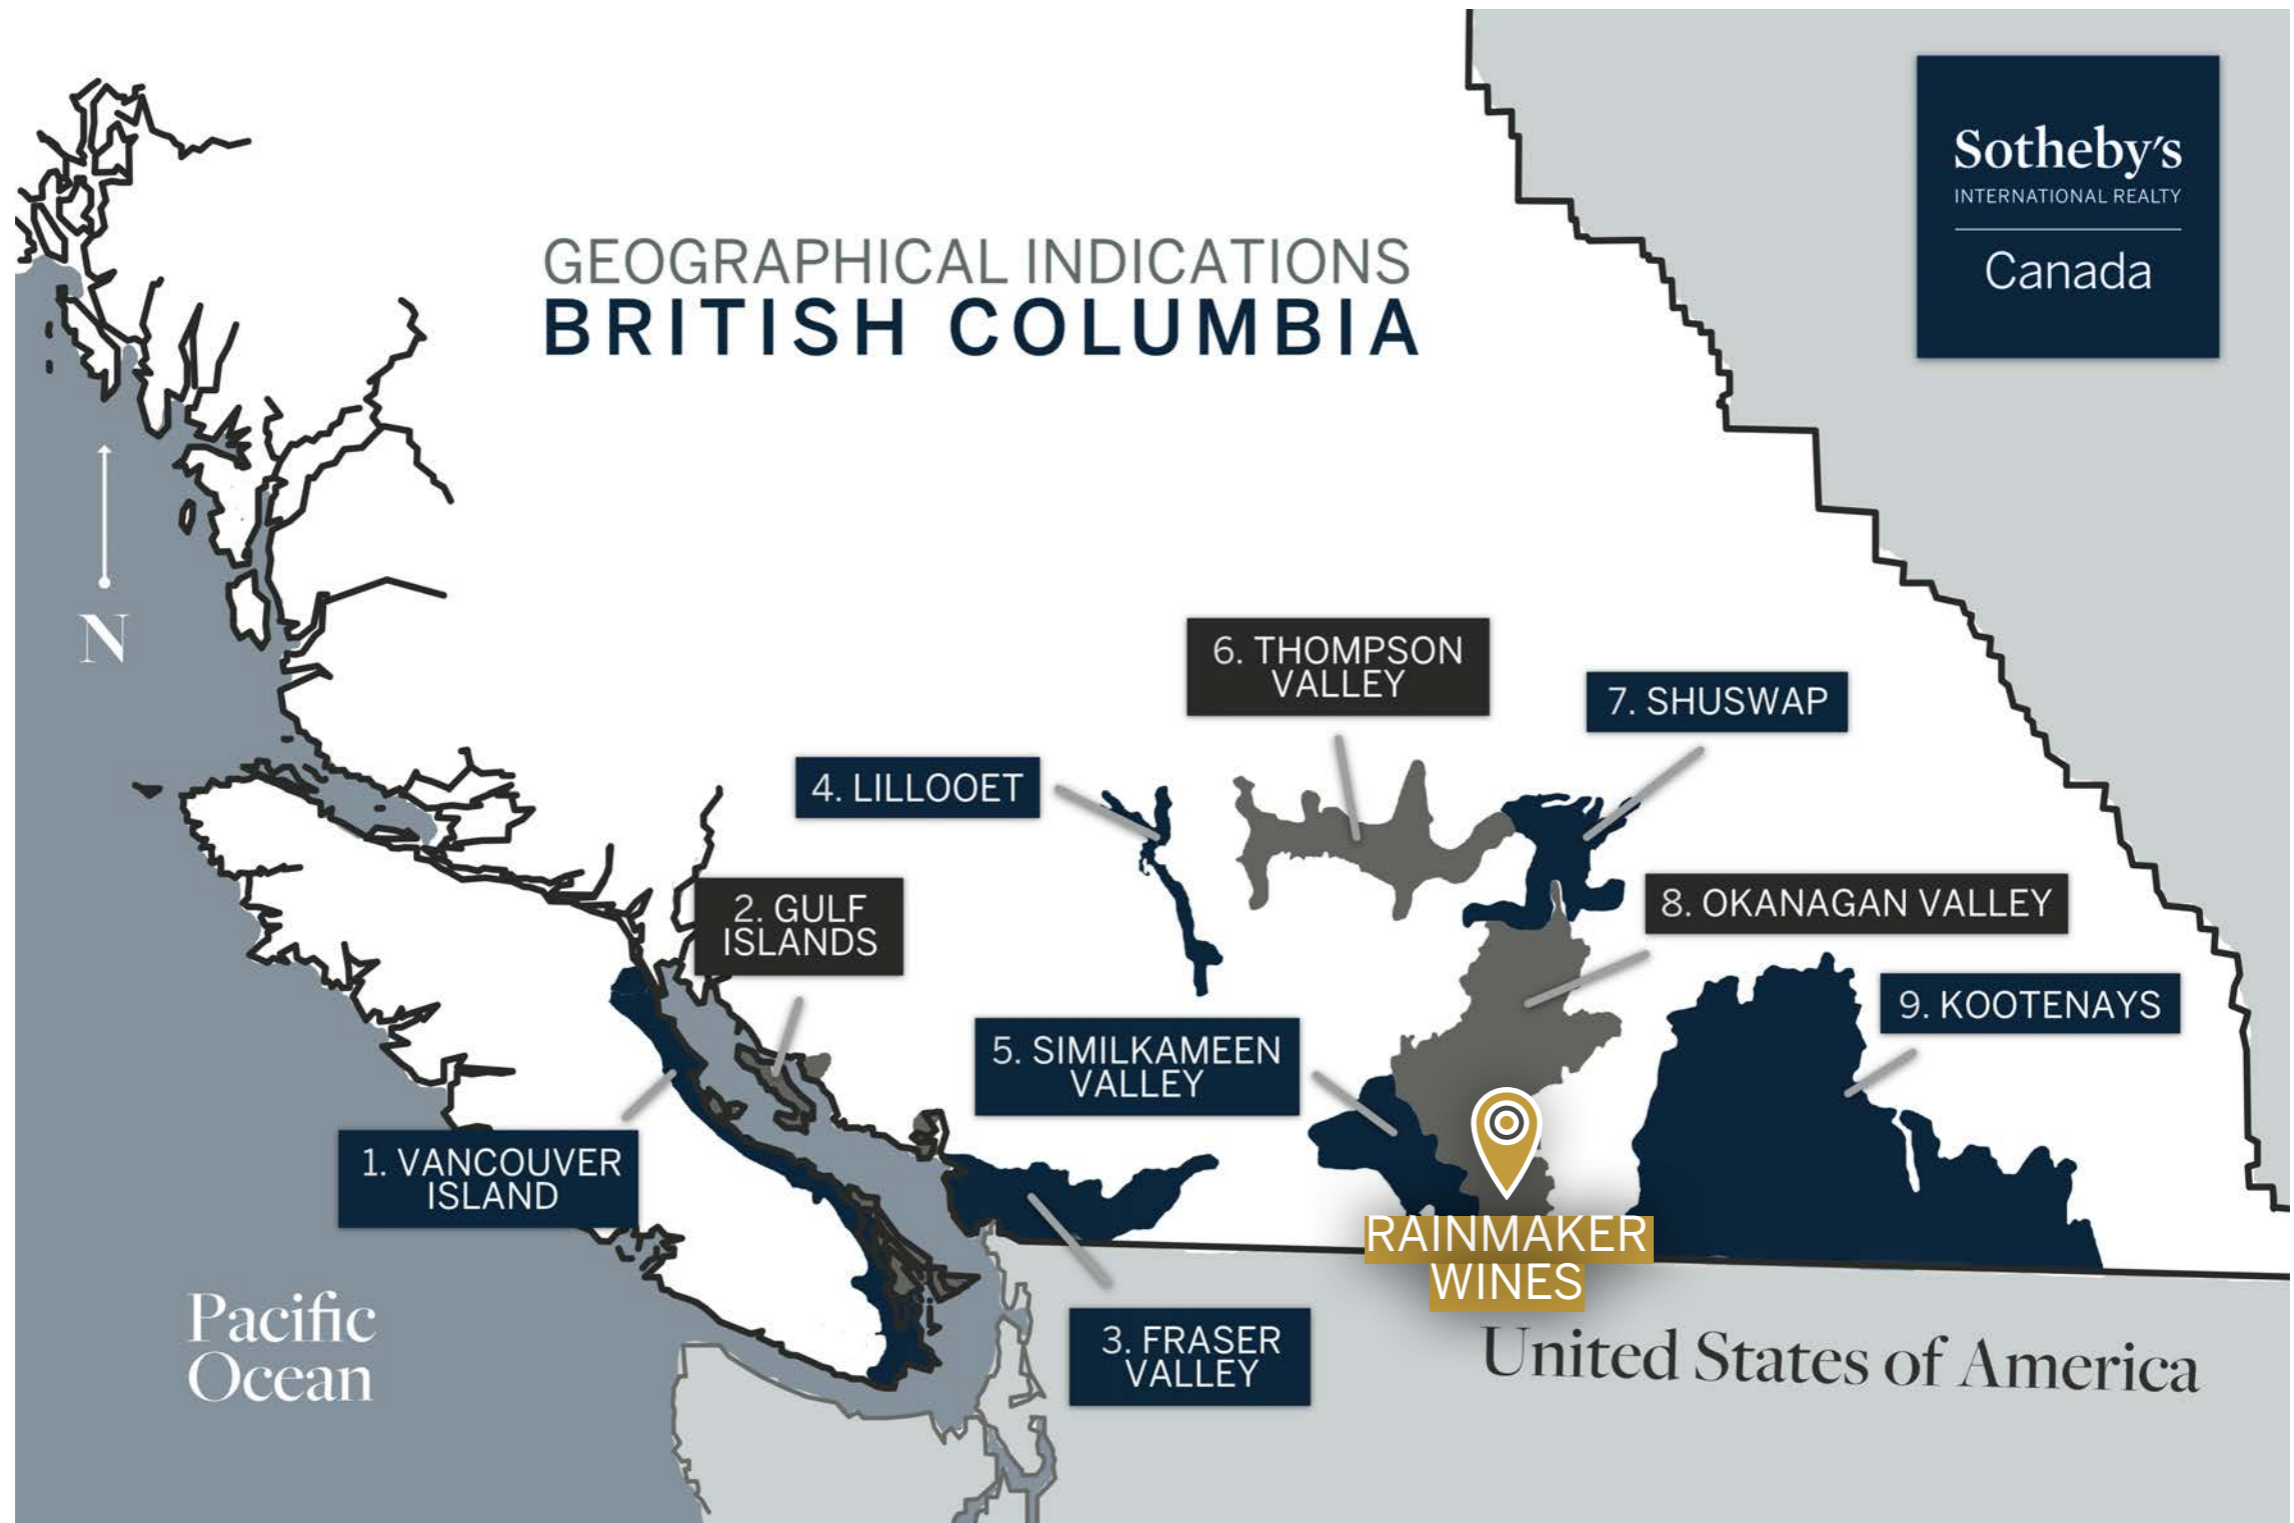 GEOGRAPHICAL INDICATIONS
BRITISH COLUMBIA
Sotheby's
INTERNATIONAL REALTY
Canada
N
6. THOMPSON
VALLEY
7. SHUSWAP
4. LILLOOET
2. GULF
ISLANDS
8. OKANAGAN VALLEY
9. KOOTENAYS
5. SIMILKAMEEN
VALLEY
1. VANCOUVER
ISLAND
RAINMAKER
WINES
3. FRASER
VALLEY
Pacific
Ocean
United States of America